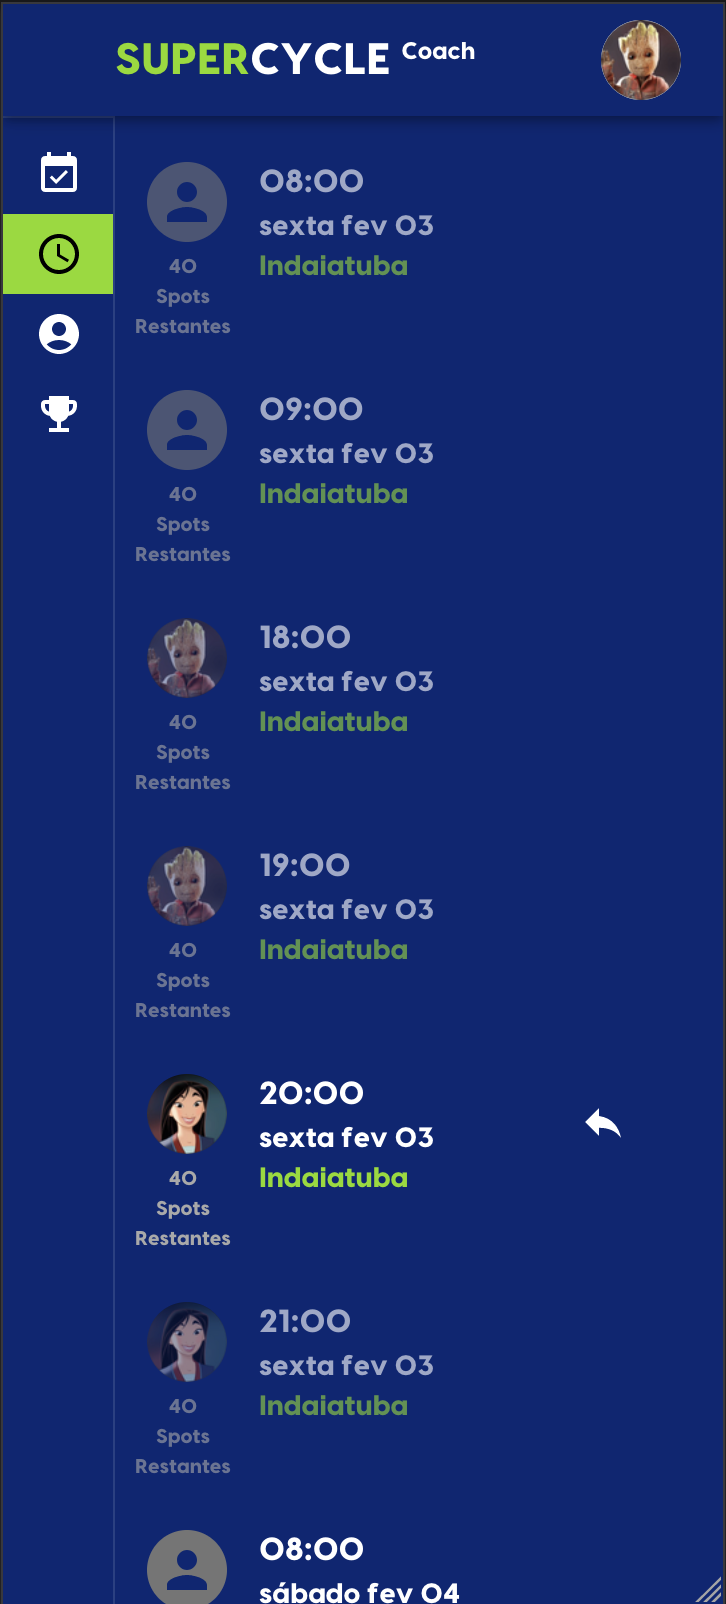 SUPERCYCLE Coach
08:00
sexta fev 03
Indaiatuba
40
Spots
Restantes
09:00
sexta fev 03
Indaiatuba
40
Spots
Restantes
18:00
sexta fev 03
Indaiatuba
40
Spots
Restantes
19:00
sexta fev 03
Indaiatuba
40
Spots
Restantes
20:00
sexta fev 03
Indaiatuba
40
Spots
Restantes
21:00
sexta fev 03
Indaiatuba
40
Spots
Restantes
08:00
sábado fev 04